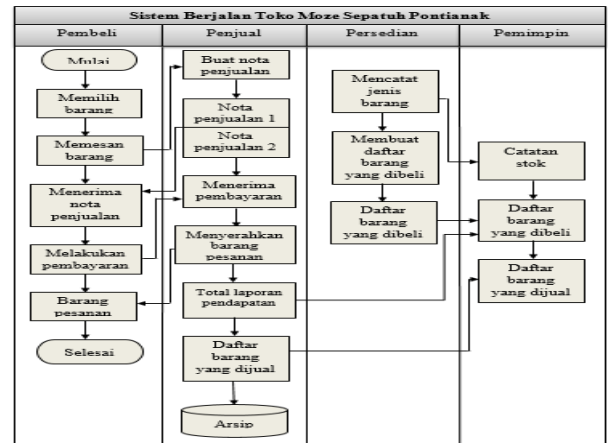 Sistem Berjalan Toko Moze Sepatuh Pontianak
Pembeli
Penjual
Persedian
Pemimpin
Mulai
Memilih
barang
Memesan
barang
Menerima
nota
penjualan
Melakukan
pembayaran
Barang
pesanan
Selesai
Buat nota
penjualan
Nota
penjualan 1
Nota
penjualan 2
Menerima
pembayaran
Menyerahkan
barang
pesanan
Total laporan
pendapatan
Daftar
barang
yang dijual
Arsip
Mencatat
jenis
barang
Membuat
daftar
barang
yang dibeli
Daftar
barang
yang dibeli
Catatan
stok
Daftar
barang
yang dibeli
Daftar
barang
yang dijual